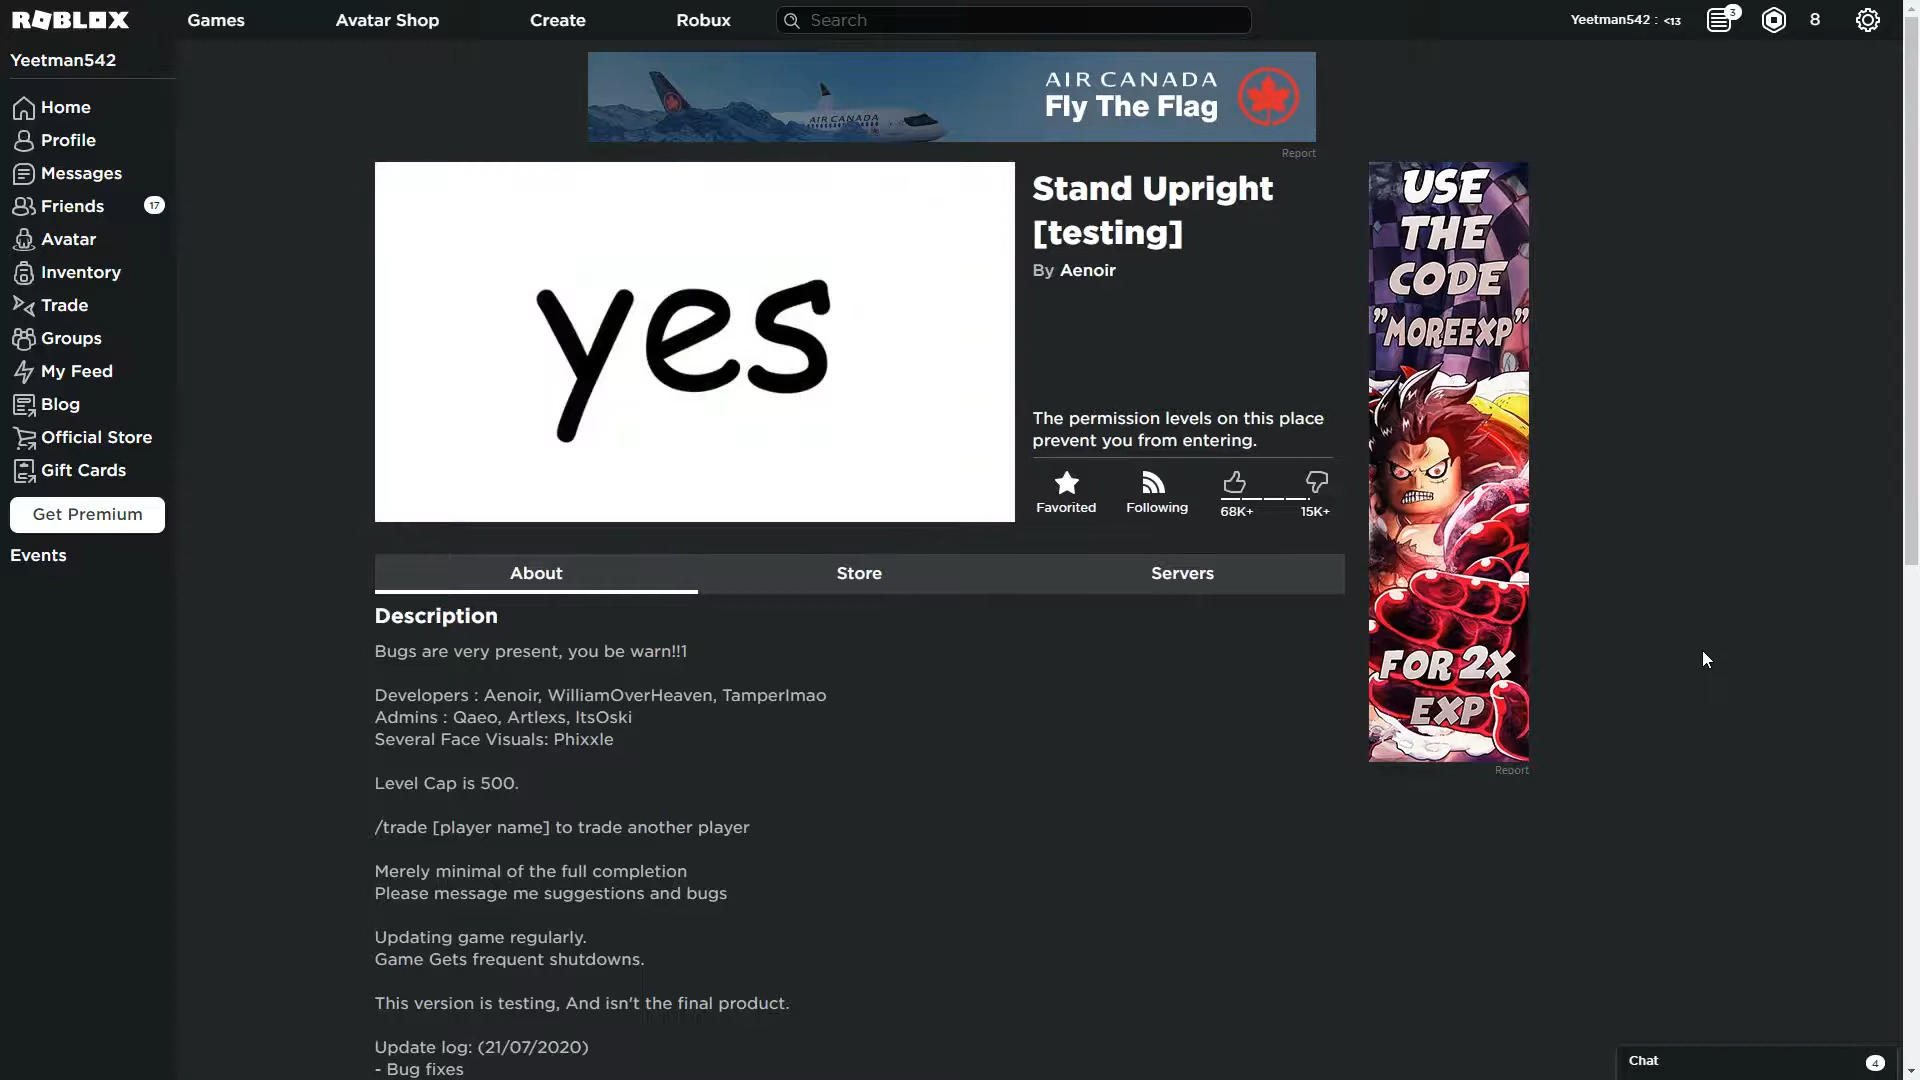 ROBLOX
Games
Avatar Shop
Create
Robux
Search
Yeetman542 : <13
3
8
Yeetman542
Home
Profile
Messages
Friends
17
Avatar
Inventory
Trade
Groups
My Feed
Blog
Official Store
Gift Cards
Get Premium
Events
AIR CANADA
Fly The Flag
AIR CANADA
Report
yes
Stand Upright
[testing]
By Aenoir
The permission levels on this place
prevent you from entering.
Favorited
Following
68K+
15K+
USE
THE
CODE
"MOREEXP"
FOR 2X
EXP
Report
About
Store
Servers
Description
Bugs are very present, you be warn!!1
Developers : Aenoir, WilliamOverHeaven, Tamperlmao
Admins : Qaeo, Artlexs, ItsOski
Several Face Visuals: Phixxle
Level Cap is 500.
/trade [player name] to trade another player
Merely minimal of the full completion
Please message me suggestions and bugs
Updating game regularly.
Game Gets frequent shutdowns.
This version is testing, And isn't the final product.
Update log: (21/07/2020)
- Bug fixes
Chat
4